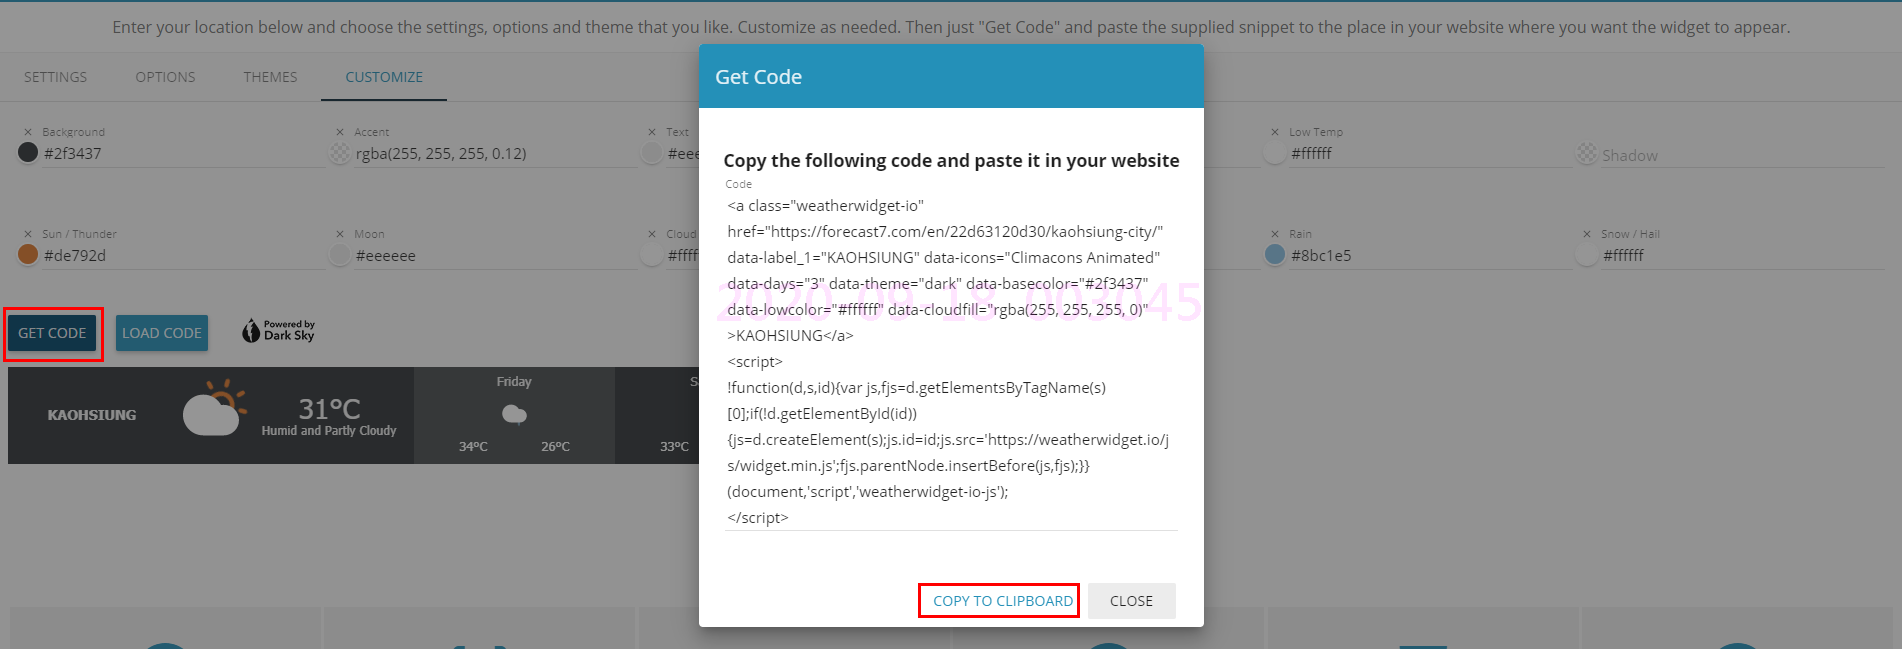 Enter your location below and choose the settings, options and theme that you like. Customize as needed. Then just "Get Code" and paste the supplied snippet to the place in your website where you want the widget to appear.
SETTINGS
OPTIONS
THEMES
CUSTOMIZE
Get Code
× Background
#2f3437
× Accent
rgba(255, 255, 255, 0.12)
× Text
#eee
× Low Temp
#ffffff
Shadow
× Sun / Thunder
#de792d
× Moon
#eeeeee
× Cloud
#ffff
× Rain
#8bc1e5
× Snow / Hail
#ffffff
Copy the following code and paste it in your website
Code
<a class="weatherwidget-io"
href="https://forecast7.com/en/22d63120d30/kaohsiung-city/"
data-label_1="KAOHSIUNG" data-icons="Climacons Animated"
data-days="3" data-theme="dark" data-basecolor="#2f3437"
data-lowcolor="#ffffff" data-cloudfill="rgba(255, 255, 255, 0)"
>KAOHSIUNG</a>
<script>
!function(d,s,id){var js,fjs=d.getElementsByTagName(s)
[0];if(!d.getElementById(id))
{js=d.createElement(s);js.id=id;js.src='https://weatherwidget.io/j
s/widget.min.js';fjs.parentNode.insertBefore(js,fjs);}}
(document,'script','weatherwidget-io-js');
</script>
2020-09-18_003045
COPY TO CLIPBOARD
CLOSE
GET CODE
LOAD CODE
Powered by
Dark Sky
KAOHSIUNG
31°C
Humid and Partly Cloudy
Friday
34°C
26°C
S
33°C